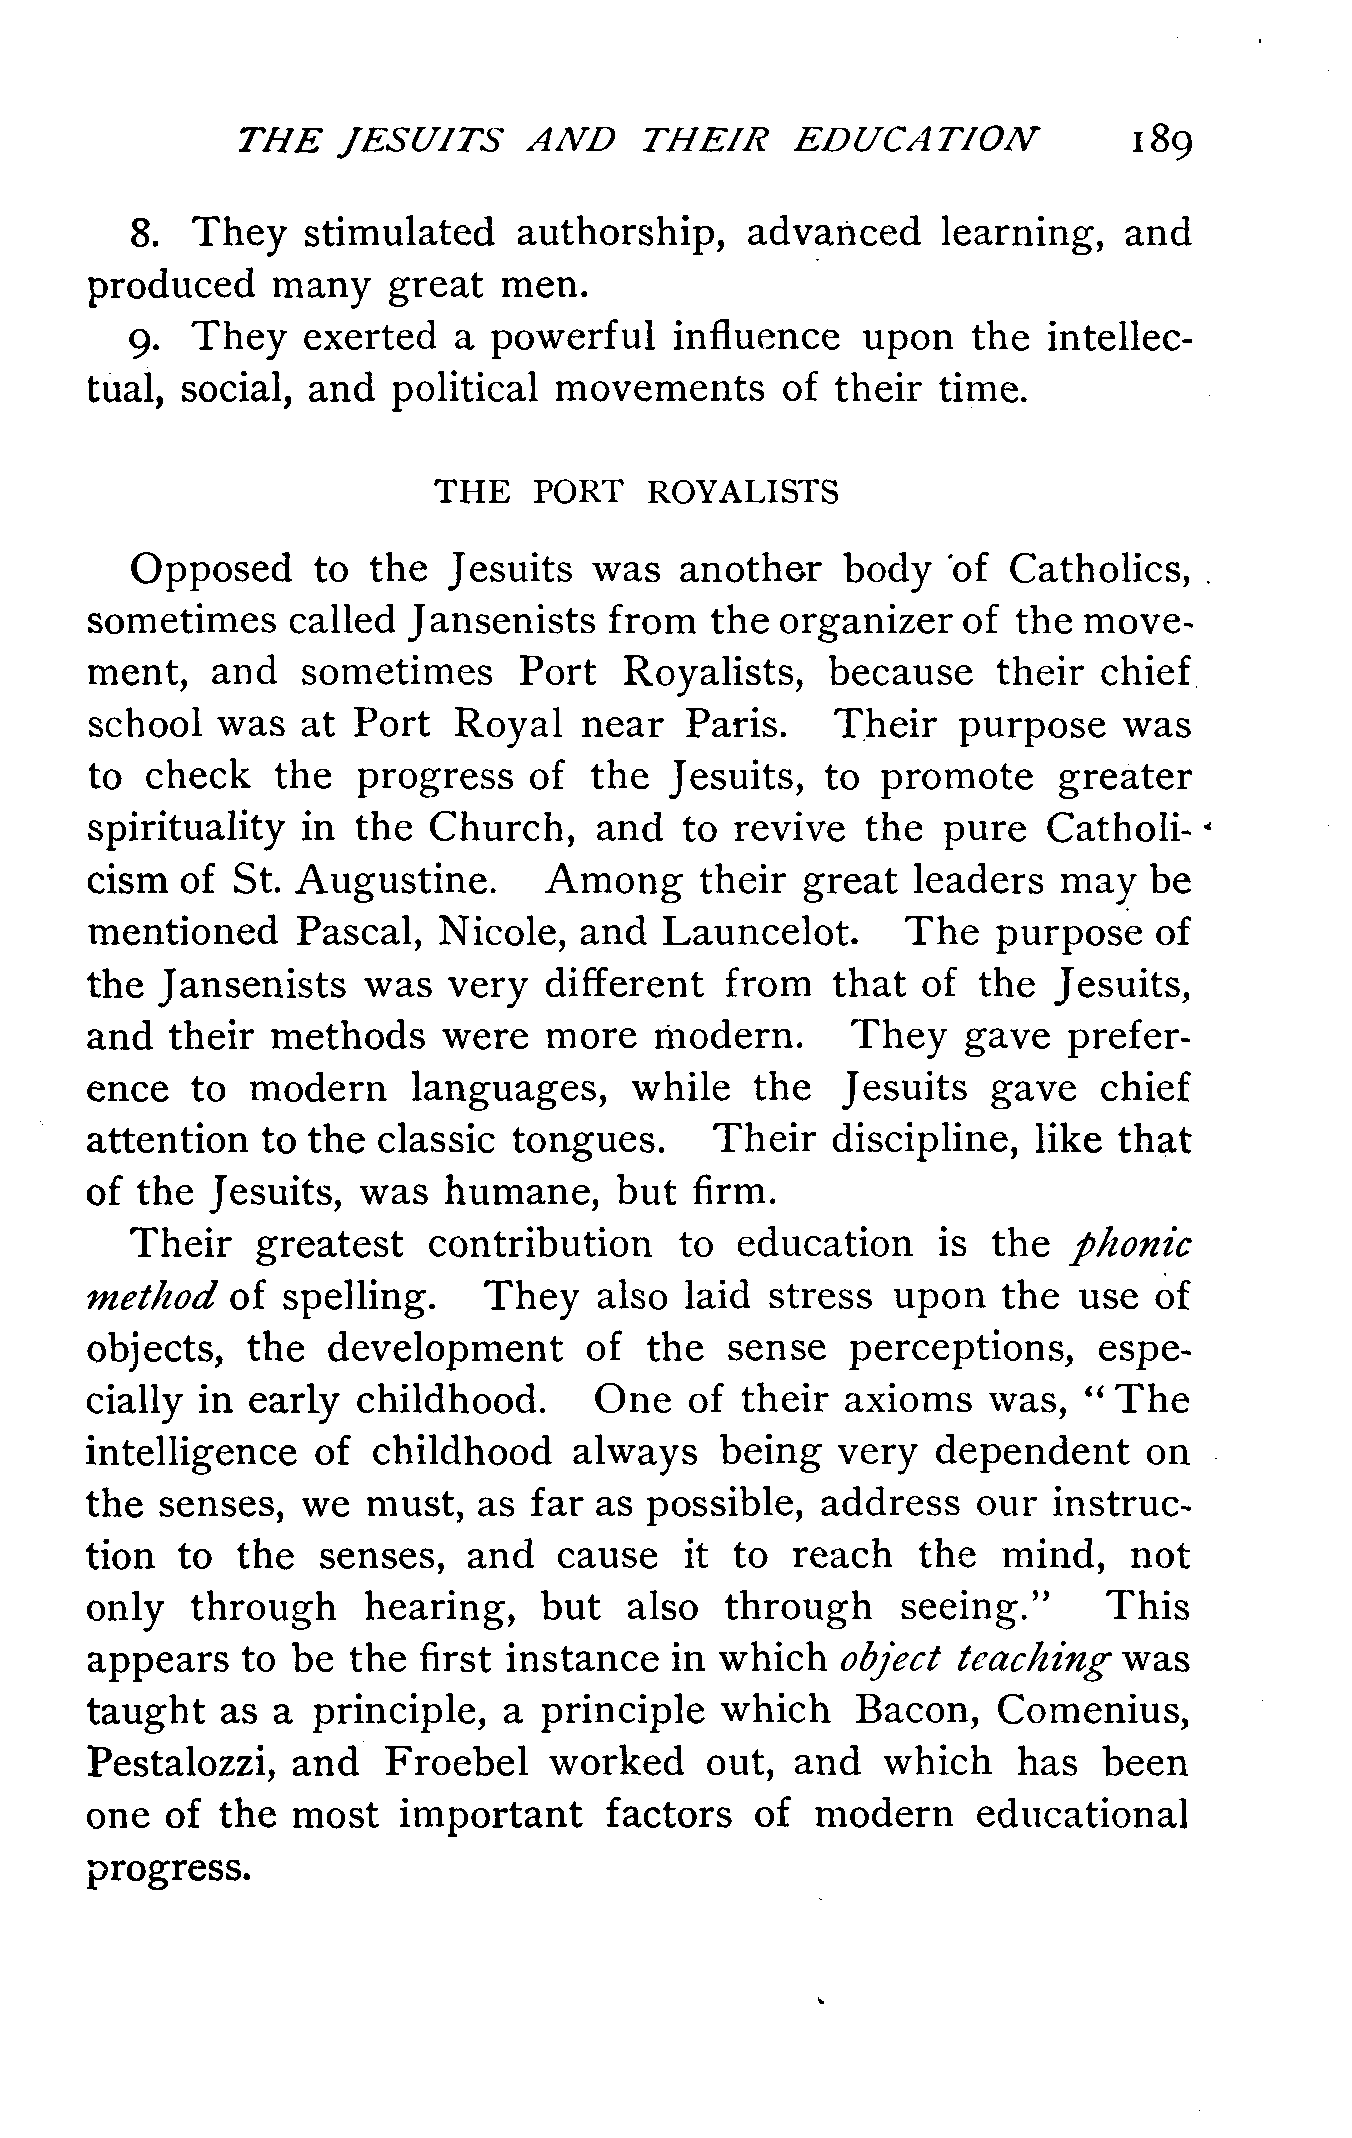 THE JESUITS AND THEIR EDUCATION 189
8. They stimulated authorship, advanced learning, and
produced many great men.
9. They exerted a powerful influence upon the intellec-
tual, social, and political movements of their time.
THE PORT ROYALISTS
Opposed to the Jesuits was another body of Catholics,
sometimes called Jansenists from the organizer of the move-
ment, and sometimes Port Royalists, because their chief
school was at Port Royal near Paris. Their purpose was
to check the progress of the Jesuits, to promote greater
spirituality in the Church, and to revive the pure Catholi-
cism of St. Augustine. Among their great leaders may be
mentioned Pascal, Nicole, and Launcelot. The purpose of
the Jansenists was very different from that of the Jesuits,
and their methods were more modern. They gave prefer-
ence to modern languages, while the Jesuits gave chief
attention to the classic tongues. Their discipline, like that
of the Jesuits, was humane, but firm.
Their greatest contribution to education is the phonic
method of spelling. They also laid stress upon the use of
objects, the development of the sense perceptions, espe-
cially in early childhood. One of their axioms was, "The
intelligence of childhood always being very dependent on
the senses, we must, as far as possible, address our instruc-
tion to the senses, and cause it to reach the mind, not
only through hearing, but also through seeing." This
appears to be the first instance in which object teaching was
taught as a principle, a principle which Bacon, Comenius,
Pestalozzi, and Froebel worked out, and which has been
one of the most important factors of modern educational
progress.